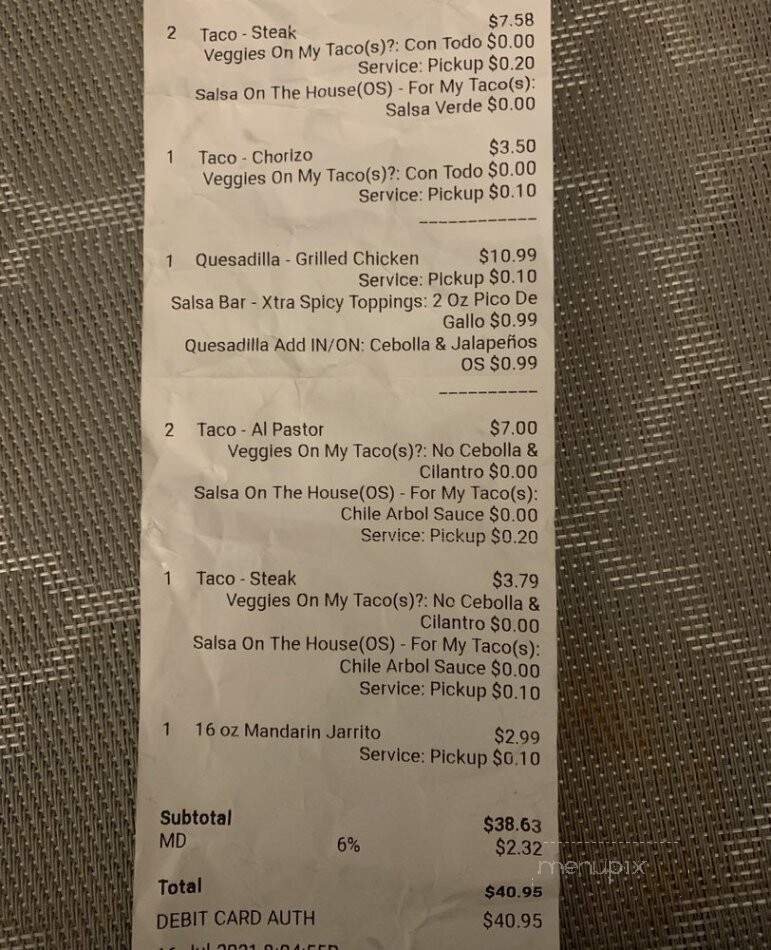 2 Taco - Steak $7.58
Veggies On My Taco(s)?: Con Todo $0.00
Service: Pickup $0.20
Salsa On The House(OS) - For My Taco(s):
Salsa Verde $0.00
1 Taco - Chorizo $3.50
Veggies On My Taco(s)?: Con Todo $0.00
Service: Pickup $0.10
------------
1 Quesadilla - Grilled Chicken $10.99
Service: Pickup $0.10
Salsa Bar - Xtra Spicy Toppings: 2 Oz Pico De
Gallo $0.99
Quesadilla Add IN/ON: Cebolla & Jalapeños
OS $0.99
----------
2 Taco - Al Pastor $7.00
Veggies On My Taco(s)?: No Cebolla &
Cilantro $0.00
Salsa On The House(OS) - For My Taco(s):
Chile Arbol Sauce $0.00
Service: Pickup $0.20
1 Taco - Steak $3.79
Veggies On My Taco(s)?: No Cebolla &
Cilantro $0.00
Salsa On The House(OS) - For My Taco(s):
Chile Arbol Sauce $0.00
Service: Pickup $0.10
1 16 oz Mandarin Jarrito $2.99
Service: Pickup $0.10
Subtotal $38.63
MD 6% $2.32
menupix
Total $40.95
DEBIT CARD AUTH $40.95